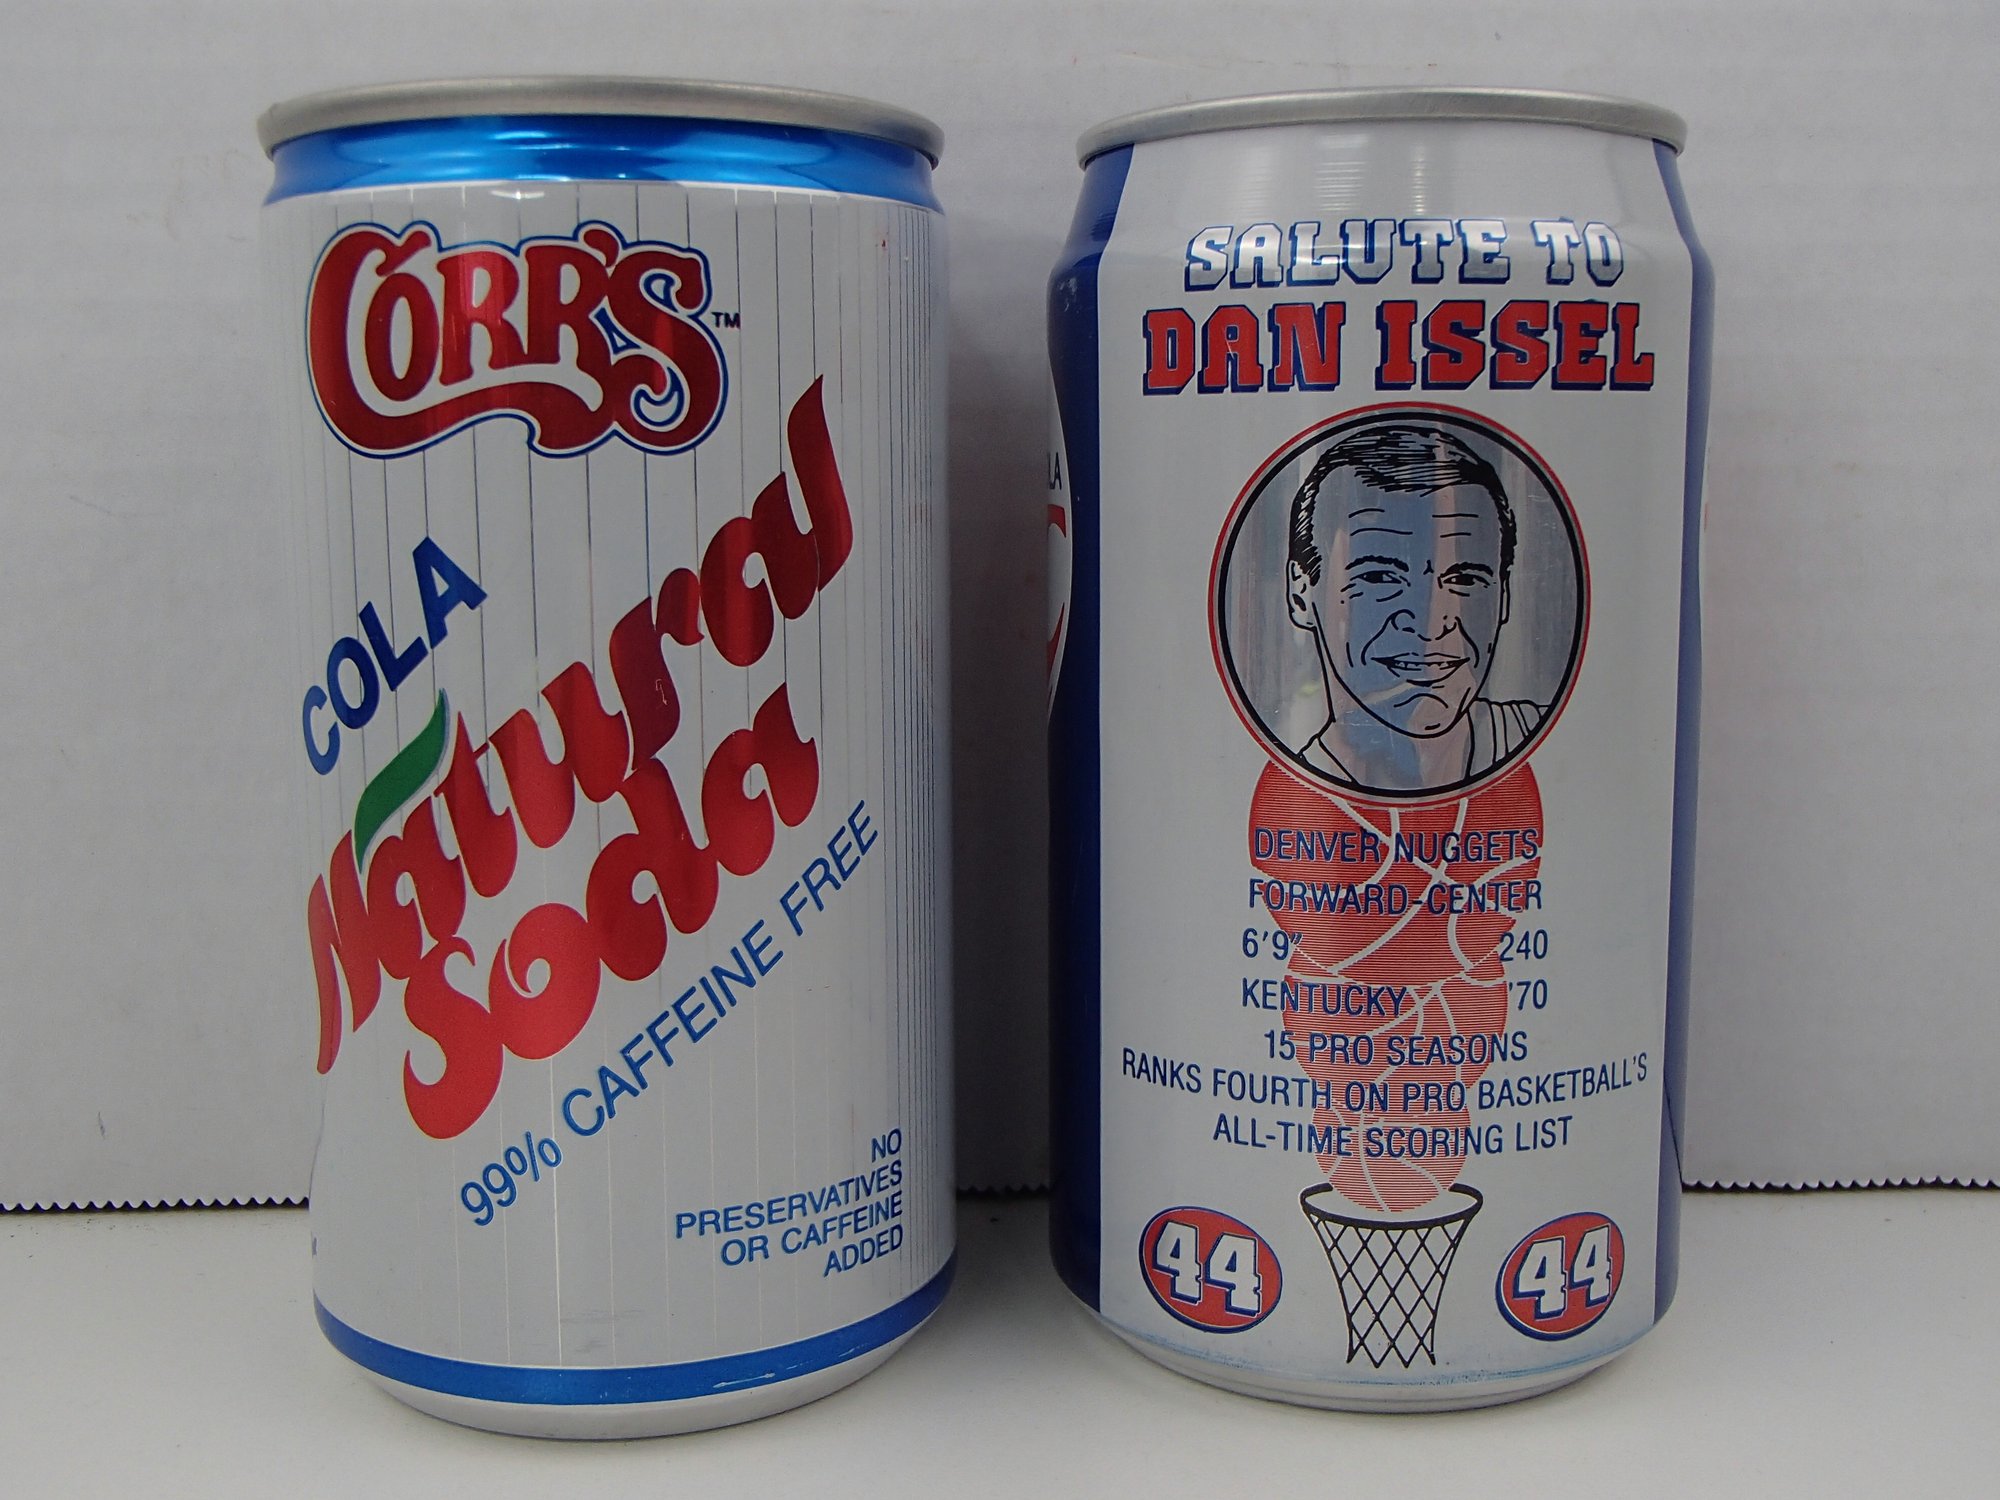 CORR'S™
COLA
Natural
Soda
99% CAFFEINE FREE
NO
PRESERVATIVES
OR CAFFEINE
ADDED
SALUTE TO
DAN ISSEL
DENVER NUGGETS
FORWARD-CENTER
6'9" 240
KENTUCKY '70
15 PRO SEASONS
RANKS FOURTH ON PRO BASKETBALL'S
ALL-TIME SCORING LIST
44 44